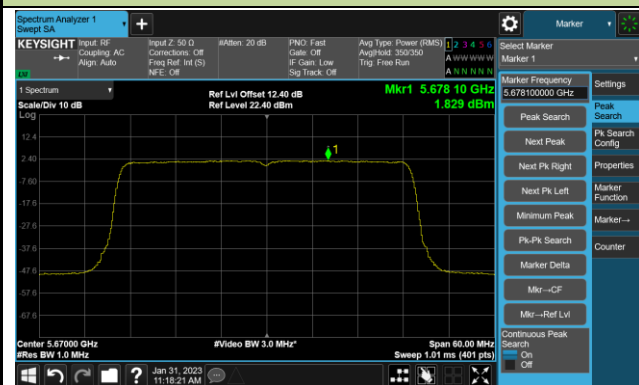 Spectrum Analyzer 1
Swept SA
Marker
KEYSIGHT
Input: RF
Coupling: AC
Align: Auto
Input Z: 50 Ω
Corrections: Off
Freq Ref: Int (S)
NFE: Off
#Atten: 20 dB
PNO: Fast
Gate: Off
IF Gain: Low
Sig Track: Off
Avg Type: Power (RMS)
Avg|Hold: 350/350
Trig: Free Run
1 2 3 4 5 6
A W W W W W
A N N N N N
Select Marker
Marker 1
1 Spectrum
Scale/Div 10 dB
Log
Ref Lvl Offset 12.40 dB
Ref Level 22.40 dBm
Mkr1 5.678 10 GHz
1.829 dBm
12.4
2.40
-7.60
-17.6
-27.6
-37.6
-47.6
-57.6
-67.6
1
Center 5.67000 GHz
#Res BW 1.0 MHz
#Video BW 3.0 MHz*
Span 60.00 MHz
Sweep 1.01 ms (401 pts)
Marker Frequency
5.678100000 GHz
Peak Search
Next Peak
Next Pk Right
Next Pk Left
Minimum Peak
Pk-Pk Search
Marker Delta
Mkr→CF
Mkr→Ref Lvl
Continuous Peak
Search
On
Off
Settings
Peak
Search
Pk Search
Config
Properties
Marker
Function
Marker→
Counter
Jan 31, 2023
11:18:21 AM